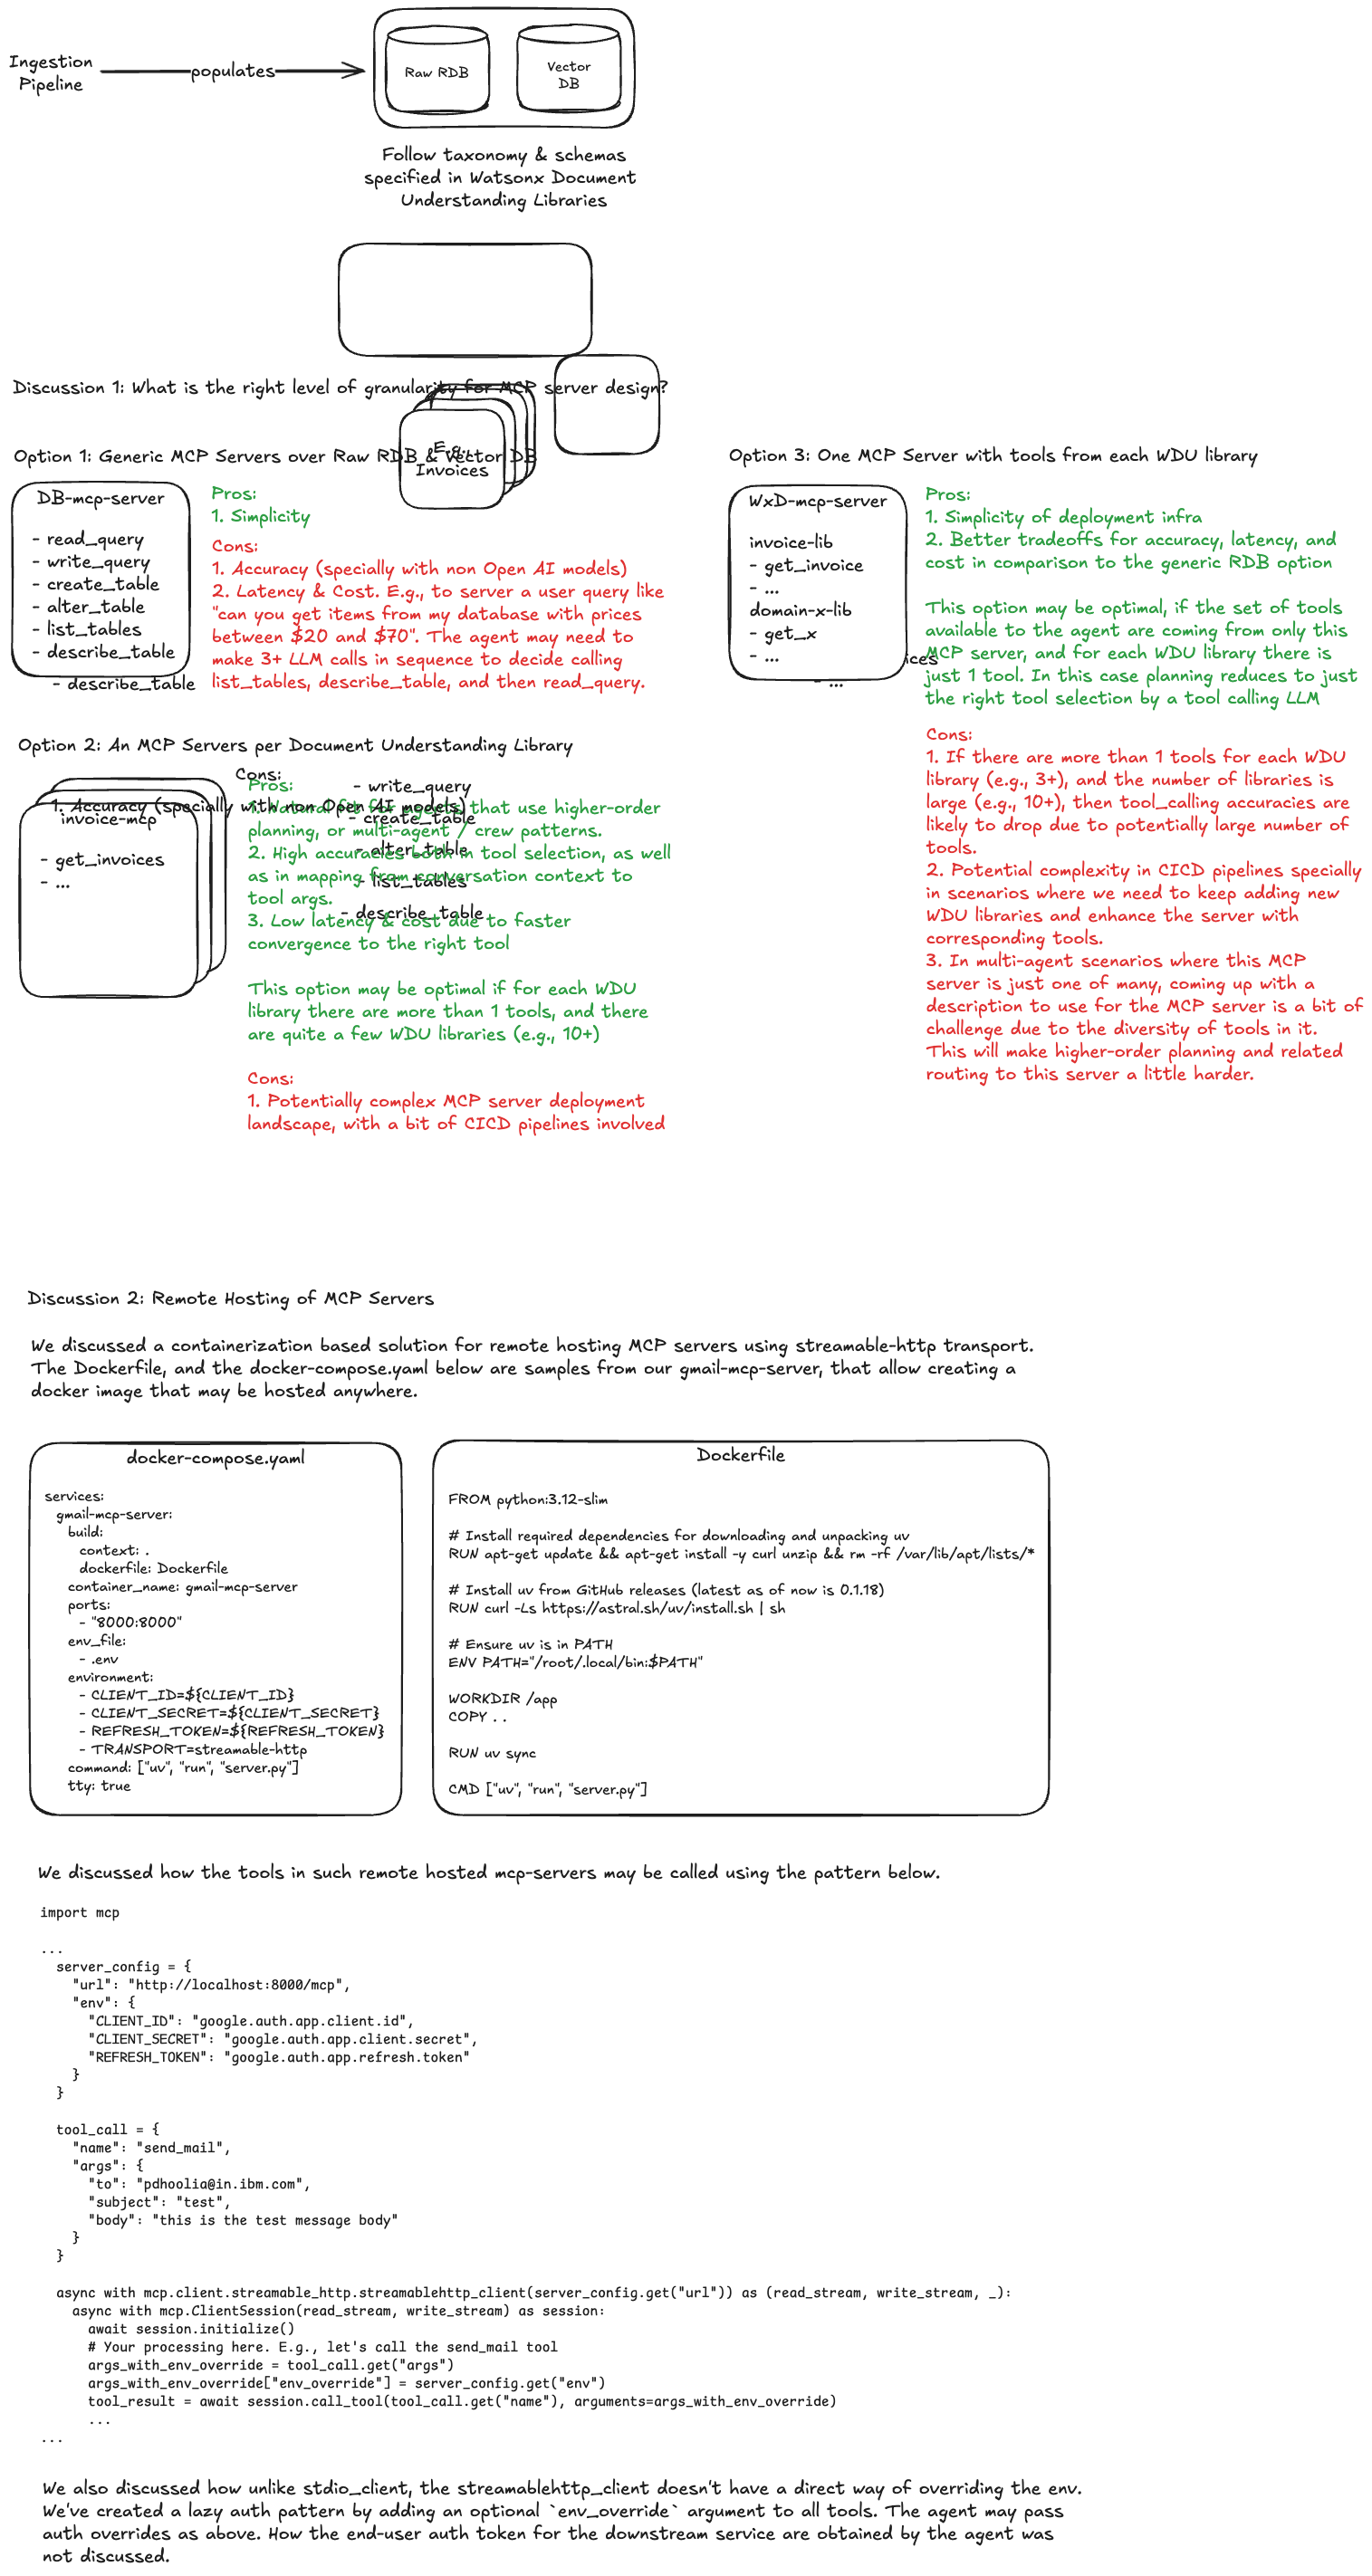 Ingestion
Pipeline
populates
Raw RDB
Vector
DB
Follow taxonomy & schemas
specified in Watsonx Document
Understanding Libraries
Discussion 1: What is the right level of granularity for MCP server design?
Option 1: Generic MCP Servers over Raw RDB & Vector DB
E.g.,
Invoices
DB-mcp-server
- read_query
- write_query
- create_table
- alter_table
- list_tables
- describe_table
- describe_table
Pros:
1. Simplicity
Cons:
1. Accuracy (specially with non Open AI models)
2. Latency & Cost. E.g., to server a user query like
"can you get items from my database with prices
between $20 and $70". The agent may need to
make 3+ LLM calls in sequence to decide calling
list_tables, describe_table, and then read_query.
Option 3: One MCP Server with tools from each WDU library
WxD-mcp-server
invoice-lib
- get_invoice
- ...
domain-x-lib
- get_x
- ...
ices
- ...
Pros:
1. Simplicity of deployment infra
2. Better tradeoffs for accuracy, latency, and
cost in comparison to the generic RDB option
This option may be optimal, if the set of tools
available to the agent are coming from only this
MCP server, and for each WDU library there is
just 1 tool. In this case planning reduces to just
the right tool selection by a tool calling LLM
Cons:
1. If there are more than 1 tools for each WDU
library (e.g., 3+), and the number of libraries is
large (e.g., 10+), then tool_calling accuracies are
likely to drop due to potentially large number of
tools.
2. Potential complexity in CICD pipelines specially
in scenarios where we need to keep adding new
WDU libraries and enhance the server with
corresponding tools.
3. In multi-agent scenarios where this MCP
server is just one of many, coming up with a
description to use for the MCP server is a bit of
challenge due to the diversity of tools in it.
This will make higher-order planning and related
routing to this server a little harder.
Option 2: An MCP Servers per Document Understanding Library
Cons:
1. Accuracy (specially with non Open AI models)
invoice-mcp
- get_invoices
- ...
- write_query
- create_table
- alter_table
- list_tables
- describe_table
Pros:
1. Natural fit for agents that use higher-order
planning, or multi-agent / crew patterns.
2. High accuracies both in tool selection, as well
as in mapping from conversation context to
tool args.
3. Low latency & cost due to faster
convergence to the right tool
This option may be optimal if for each WDU
library there are more than 1 tools, and there
are quite a few WDU libraries (e.g., 10+)
Cons:
1. Potentially complex MCP server deployment
landscape, with a bit of CICD pipelines involved
Discussion 2: Remote Hosting of MCP Servers
We discussed a containerization based solution for remote hosting MCP servers using streamable-http transport.
The Dockerfile, and the docker-compose.yaml below are samples from our gmail-mcp-server, that allow creating a
docker image that may be hosted anywhere.
docker-compose.yaml
services:
  gmail-mcp-server:
    build:
      context: .
      dockerfile: Dockerfile
    container_name: gmail-mcp-server
    ports:
      - "8000:8000"
    env_file:
      - .env
    environment:
      - CLIENT_ID=${CLIENT_ID}
      - CLIENT_SECRET=${CLIENT_SECRET}
      - REFRESH_TOKEN=${REFRESH_TOKEN}
      - TRANSPORT=streamable-http
    command: ["uv", "run", "server.py"]
    tty: true
Dockerfile
FROM python:3.12-slim
# Install required dependencies for downloading and unpacking uv
RUN apt-get update && apt-get install -y curl unzip && rm -rf /var/lib/apt/lists/*
# Install uv from GitHub releases (latest as of now is 0.1.18)
RUN curl -Ls https://astral.sh/uv/install.sh | sh
# Ensure uv is in PATH
ENV PATH="/root/.local/bin:$PATH"
WORKDIR /app
COPY . .
RUN uv sync
CMD ["uv", "run", "server.py"]
We discussed how the tools in such remote hosted mcp-servers may be called using the pattern below.
import mcp
...
  server_config = {
    "url": "http://localhost:8000/mcp",
    "env": {
      "CLIENT_ID": "google.auth.app.client.id",
      "CLIENT_SECRET": "google.auth.app.client.secret",
      "REFRESH_TOKEN": "google.auth.app.refresh.token"
    }
  }
  tool_call = {
    "name": "send_mail",
    "args": {
      "to": "pdhoolia@in.ibm.com",
      "subject": "test",
      "body": "this is the test message body"
    }
  }
  async with mcp.client.streamable_http.streamablehttp_client(server_config.get("url")) as (read_stream, write_stream, _):
    async with mcp.ClientSession(read_stream, write_stream) as session:
      await session.initialize()
      # Your processing here. E.g., let's call the send_mail tool
      args_with_env_override = tool_call.get("args")
      args_with_env_override["env_override"] = server_config.get("env")
      tool_result = await session.call_tool(tool_call.get("name"), arguments=args_with_env_override)
      ...
...
We also discussed how unlike stdio_client, the streamablehttp_client doesn't have a direct way of overriding the env.
We've created a lazy auth pattern by adding an optional `env_override` argument to all tools. The agent may pass
auth overrides as above. How the end-user auth token for the downstream service are obtained by the agent was
not discussed.